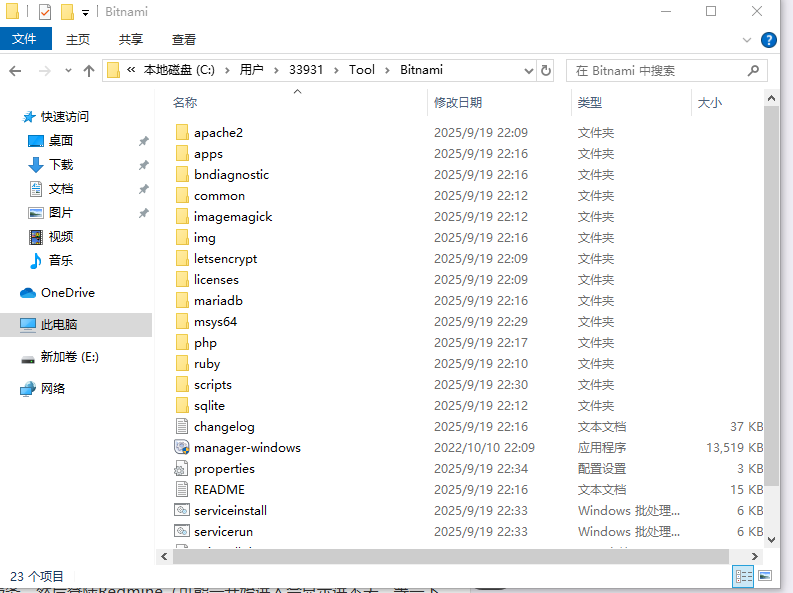 Bitnami
文件 主页 共享 查看
« 本地磁盘 (C:) › 用户 › 33931 › Tool › Bitnami
在 Bitnami 中搜索
快速访问
桌面
下载
文档
图片
视频
音乐
OneDrive
此电脑
新加卷 (E:)
网络
名称 修改日期 类型 大小
apache2 2025/9/19 22:09 文件夹
apps 2025/9/19 22:16 文件夹
bndiagnostic 2025/9/19 22:16 文件夹
common 2025/9/19 22:12 文件夹
imagemagick 2025/9/19 22:12 文件夹
img 2025/9/19 22:16 文件夹
letsencrypt 2025/9/19 22:09 文件夹
licenses 2025/9/19 22:09 文件夹
mariadb 2025/9/19 22:16 文件夹
msys64 2025/9/19 22:29 文件夹
php 2025/9/19 22:17 文件夹
ruby 2025/9/19 22:10 文件夹
scripts 2025/9/19 22:30 文件夹
sqlite 2025/9/19 22:12 文件夹
changelog 2025/9/19 22:16 文本文档 37 KB
manager-windows 2022/10/10 22:09 应用程序 13,519 KB
properties 2025/9/19 22:34 配置设置 3 KB
README 2025/9/19 22:16 文本文档 15 KB
serviceinstall 2025/9/19 22:33 Windows 批处理... 6 KB
servicerun 2025/9/19 22:33 Windows 批处理... 6 KB
23 个项目